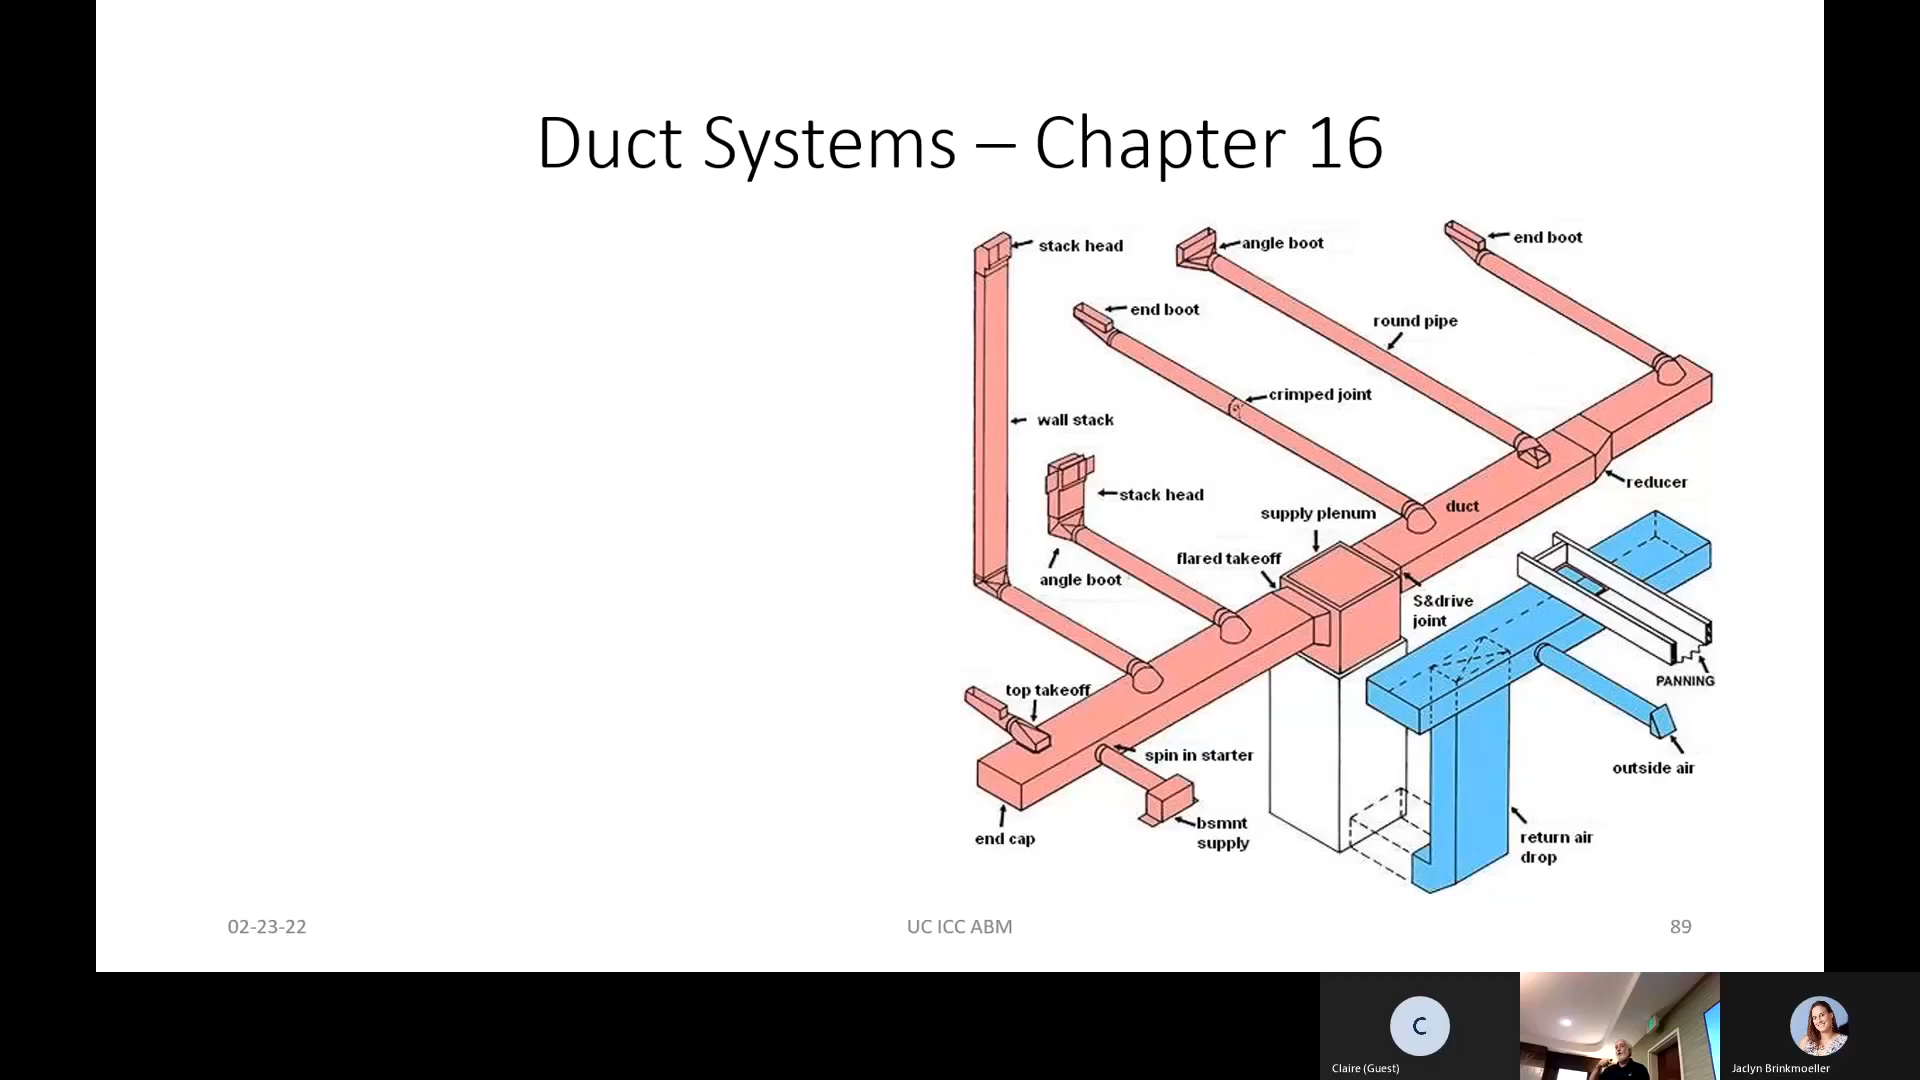 Duct Systems – Chapter 16
stack head
angle boot
end boot
end boot
round pipe
crimped joint
wall stack
stack head
reducer
duct
supply plenum
flared takeoff
angle boot
S&drive
joint
PANNING
top takeoff
spin in starter
outside air
end cap
bsmnt
supply
return air
drop
02-23-22
UC ICC ABM
89
C
Claire (Guest)
Jaclyn Brinkmoeller